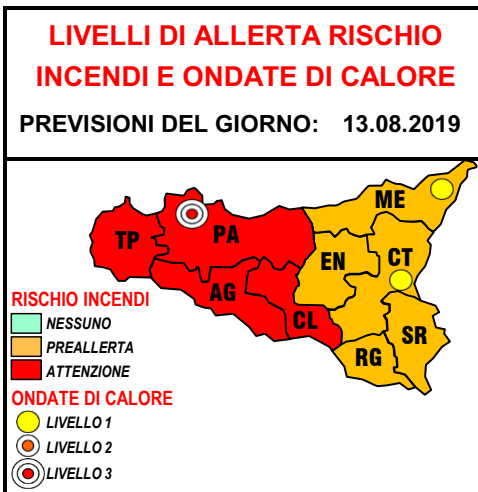 LIVELLI DI ALLERTA RISCHIO
INCENDI E ONDATE DI CALORE
PREVISIONI DEL GIORNO: 13.08.2019
ME
TP
PA
EN
CT
AG
CL
SR
RG
RISCHIO INCENDI
NESSUNO
PREALLERTA
ATTENZIONE
ONDATE DI CALORE
LIVELLO 1
LIVELLO 2
LIVELLO 3